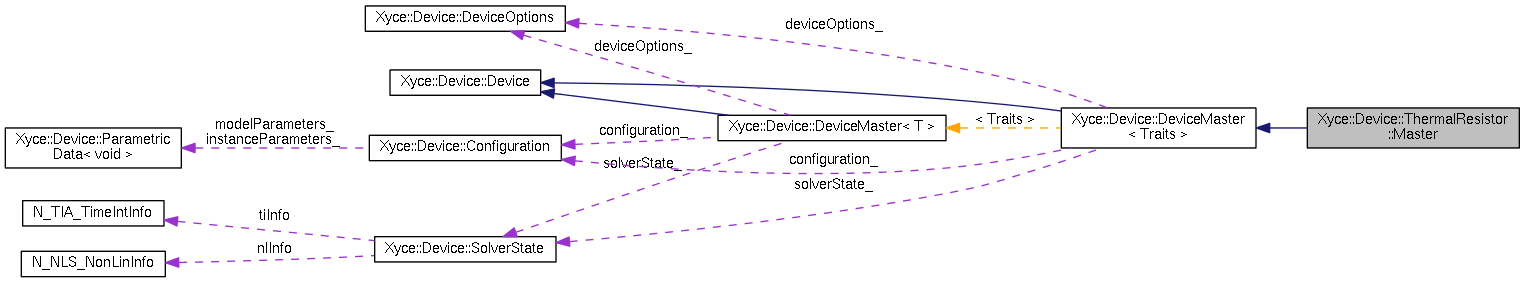 Xyce::Device::DeviceOptions
deviceOptions_
deviceOptions_
Xyce::Device::Device
Xyce::Device::Parametric
Data< void >
modelParameters_
instanceParameters_
Xyce::Device::Configuration
configuration_
Xyce::Device::DeviceMaster< T >
< Traits >
Xyce::Device::DeviceMaster
< Traits >
Xyce::Device::ThermalResistor
::Master
solverState_
configuration_
solverState_
N_TIA_TimeIntInfo
tiInfo
Xyce::Device::SolverState
nlInfo
N_NLS_NonLinInfo